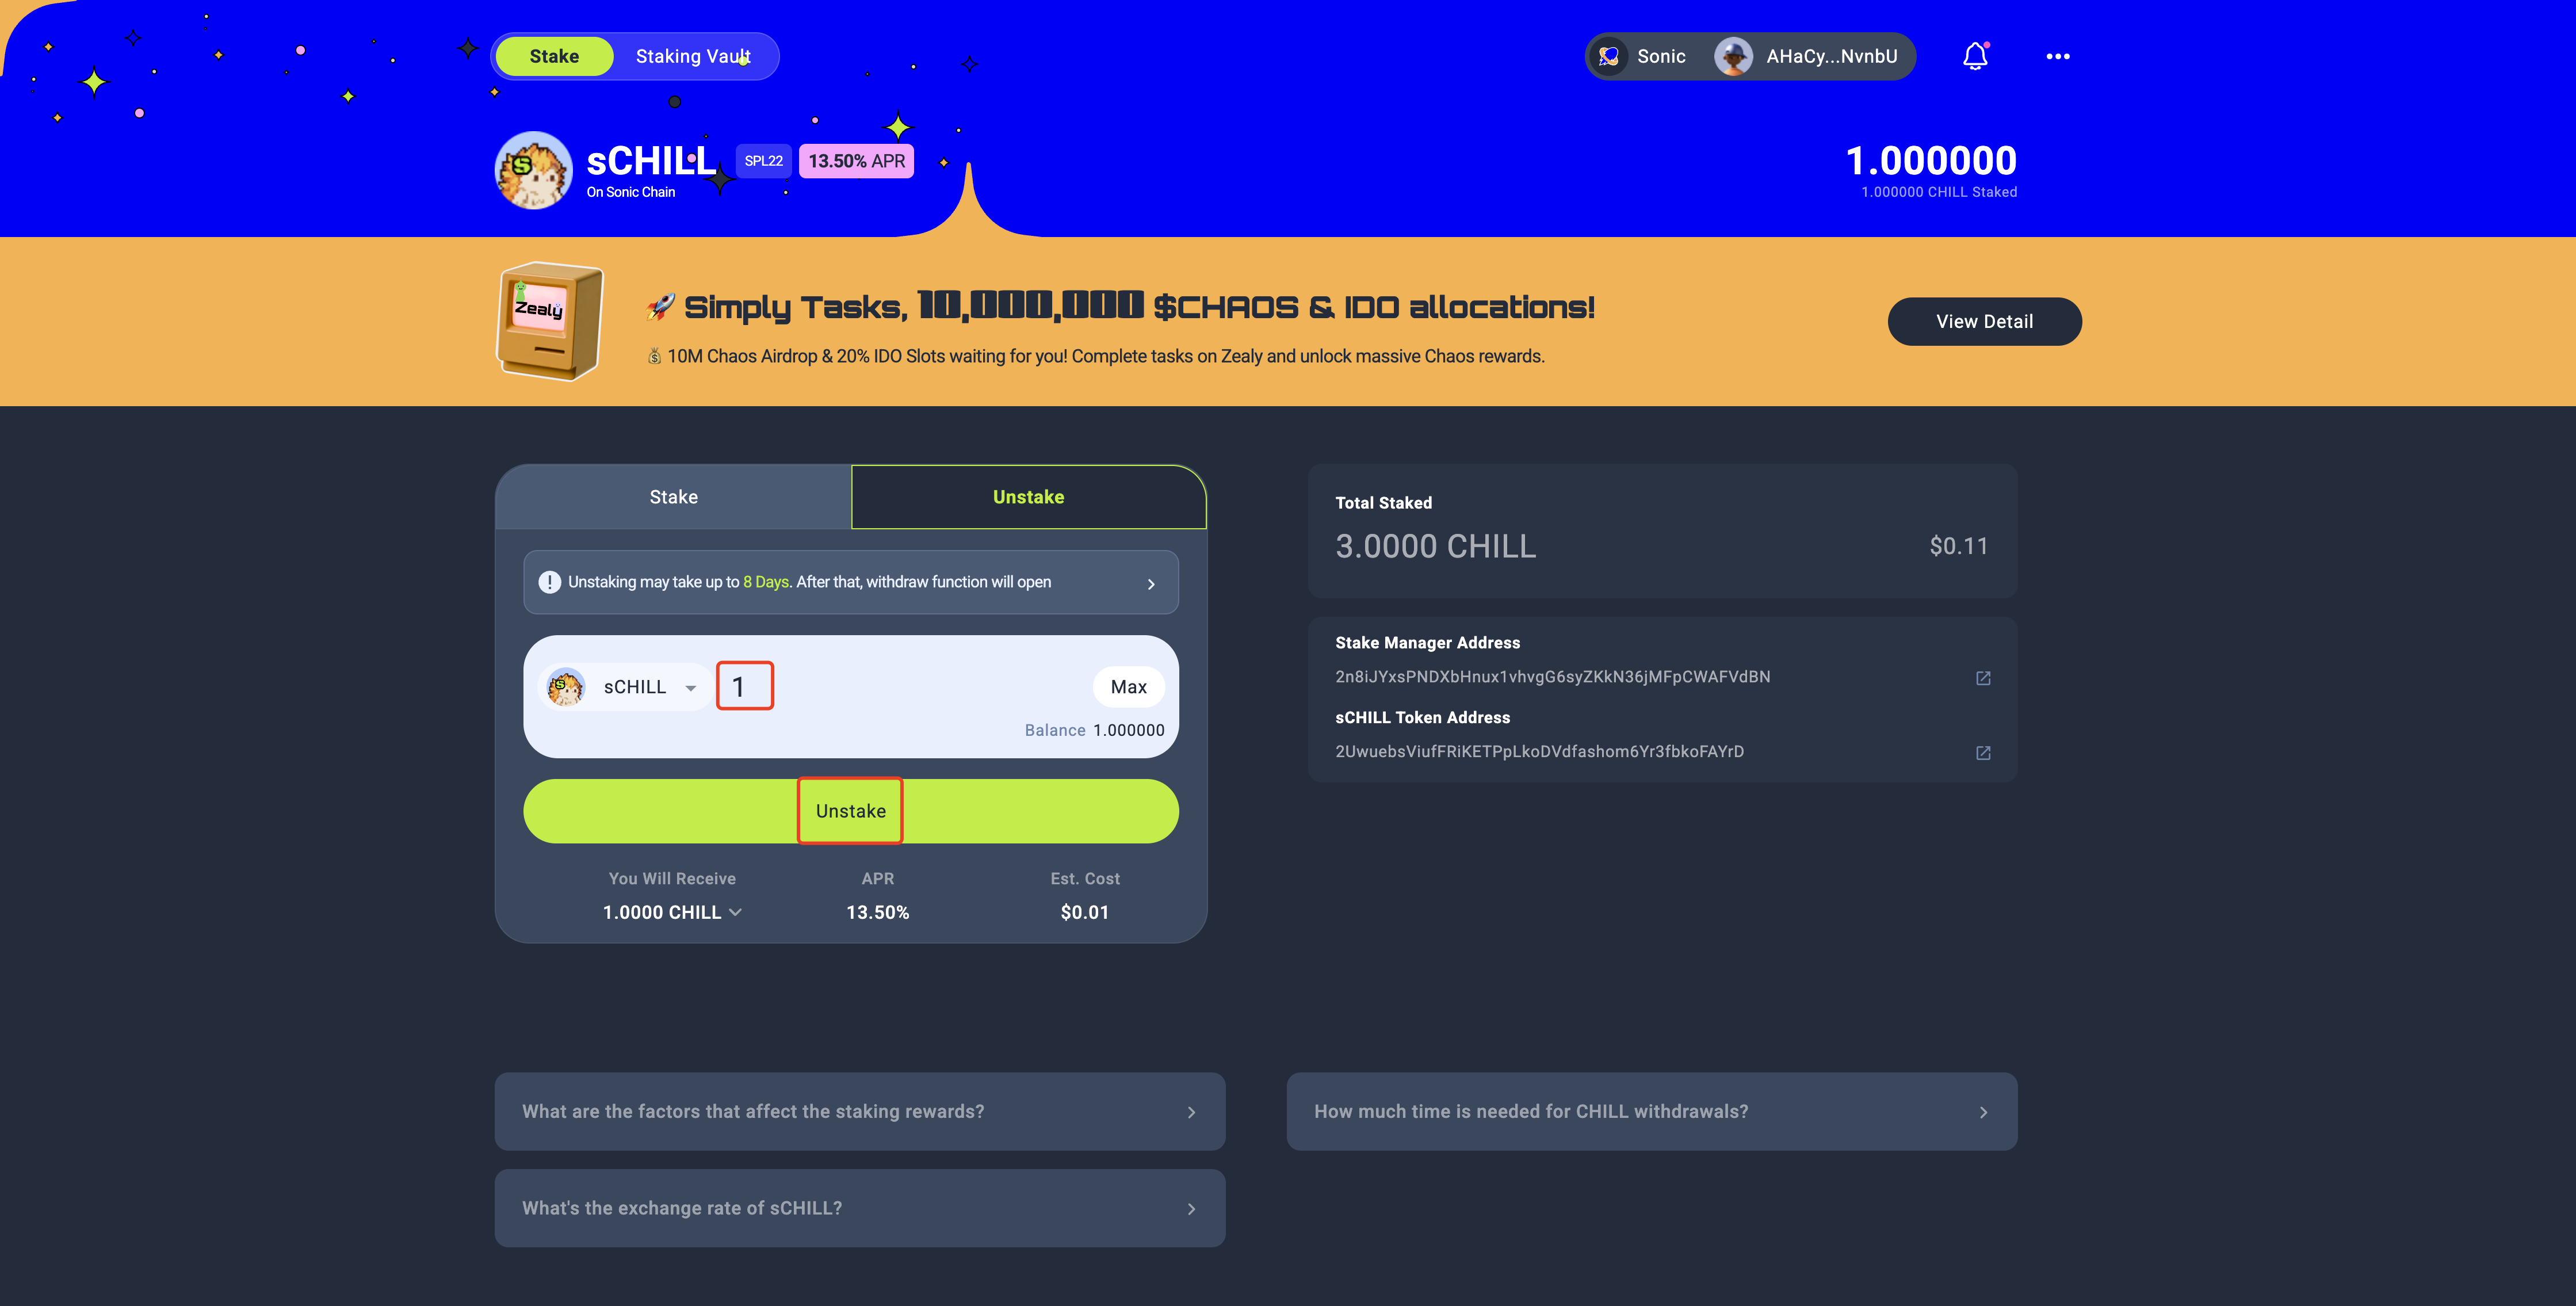 Stake
Staking Vault
Sonic
AHaCy...NvnbU
sCHILL
SPL22
13.50% APR
On Sonic Chain
1.000000
1.000000 CHILL Staked
Zealy
🚀 Simply Tasks, 10,000,000 $CHAOS & IDO allocations!
💰 10M Chaos Airdrop & 20% IDO Slots waiting for you! Complete tasks on Zealy and unlock massive Chaos rewards.
View Detail
Stake
Unstake
Unstaking may take up to 8 Days. After that, withdraw function will open
sCHILL
1
Max
Balance 1.000000
Unstake
You Will Receive
1.0000 CHILL
APR
13.50%
Est. Cost
$0.01
Total Staked
3.0000 CHILL
$0.11
Stake Manager Address
2n8iJYxsPNDXbHnux1vhvgG6syZKkN36jMFpCWAFVdBN
sCHILL Token Address
2UwuebsViufFRiKETPpLkoDVdfashom6Yr3fbkoFAYrD
What are the factors that affect the staking rewards?
How much time is needed for CHILL withdrawals?
What's the exchange rate of sCHILL?